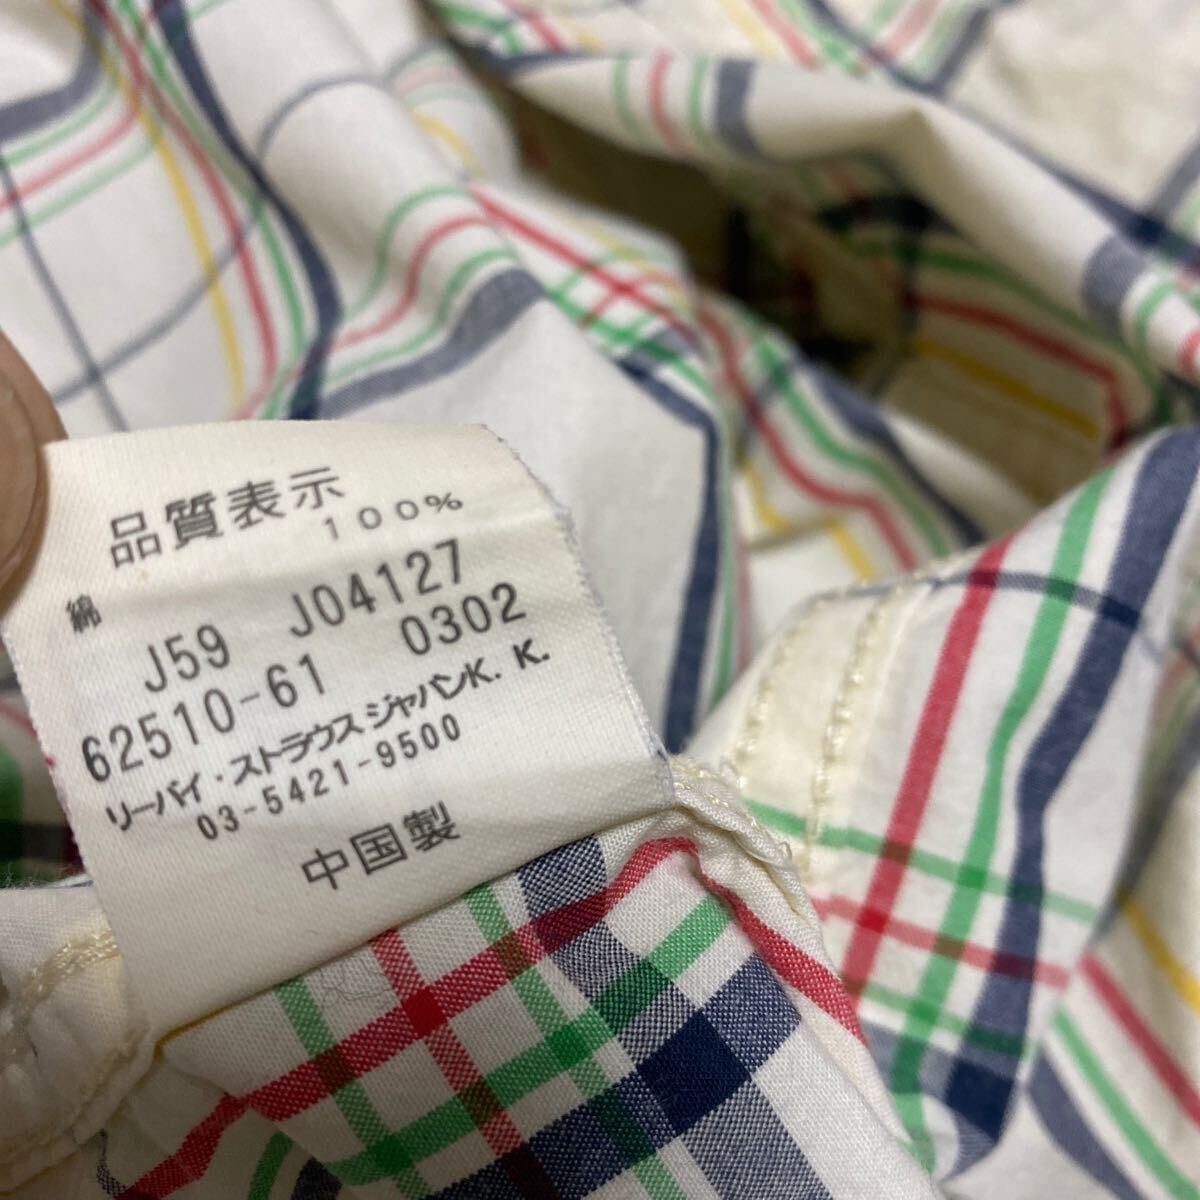 品質表示
綿 100%
J59 J04127
62510-61 0302
リーバイ・ストラウス ジャパンK.K.
03-5421-9500
中国製